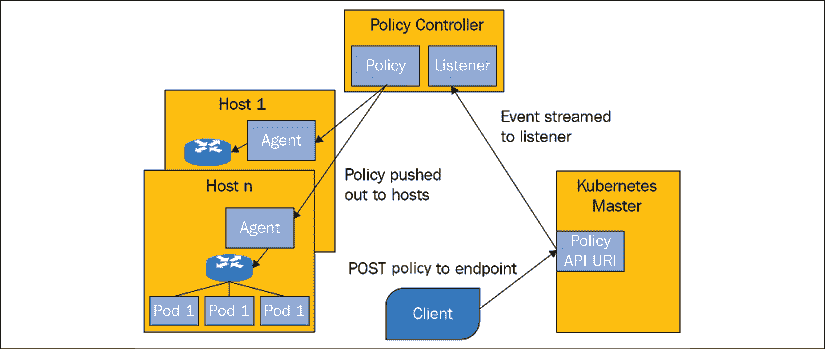 Policy Controller
Policy
Listener
Host 1
Agent
Event streamed
to listener
Host n
Policy pushed
out to hosts
Kubernetes
Master
Agent
Policy
API URI
POST policy to endpoint
Pod 1
Pod 1
Pod 1
Client